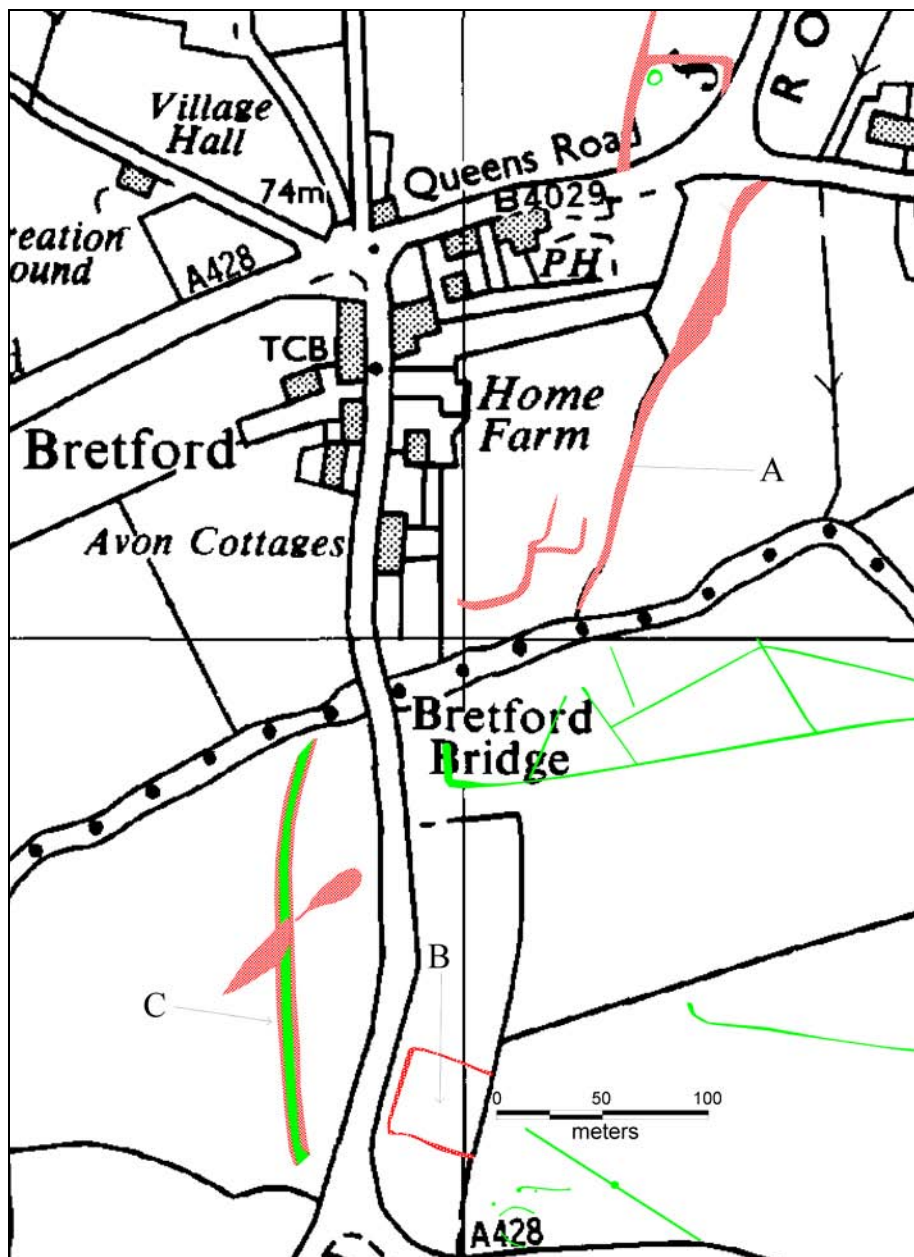 Village
Hall
74m
Queens Road
B4029
R O
reation
ound
A428
PH
TCB
Home
Farm
Bretford
A
Avon Cottages
Bretford
Bridge
B
C
0 50 100
meters
A428